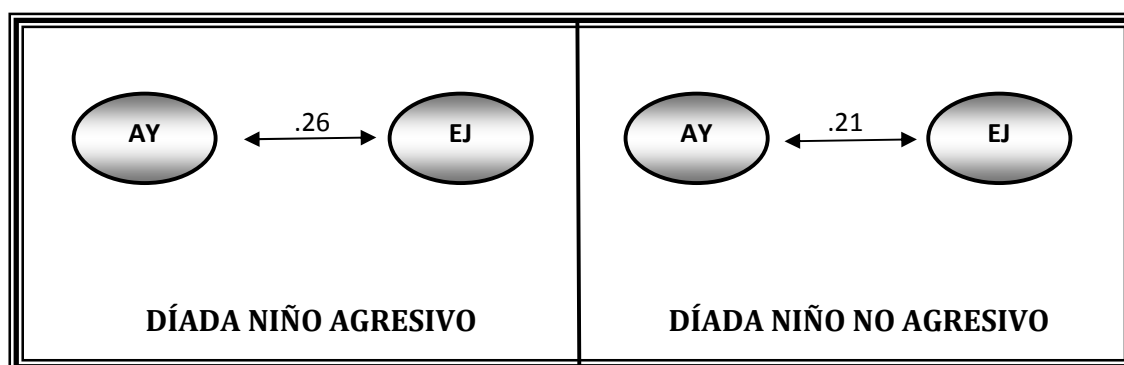 AY .26 EJ
AY .21 EJ
DÍADA NIÑO AGRESIVO
DÍADA NIÑO NO AGRESIVO